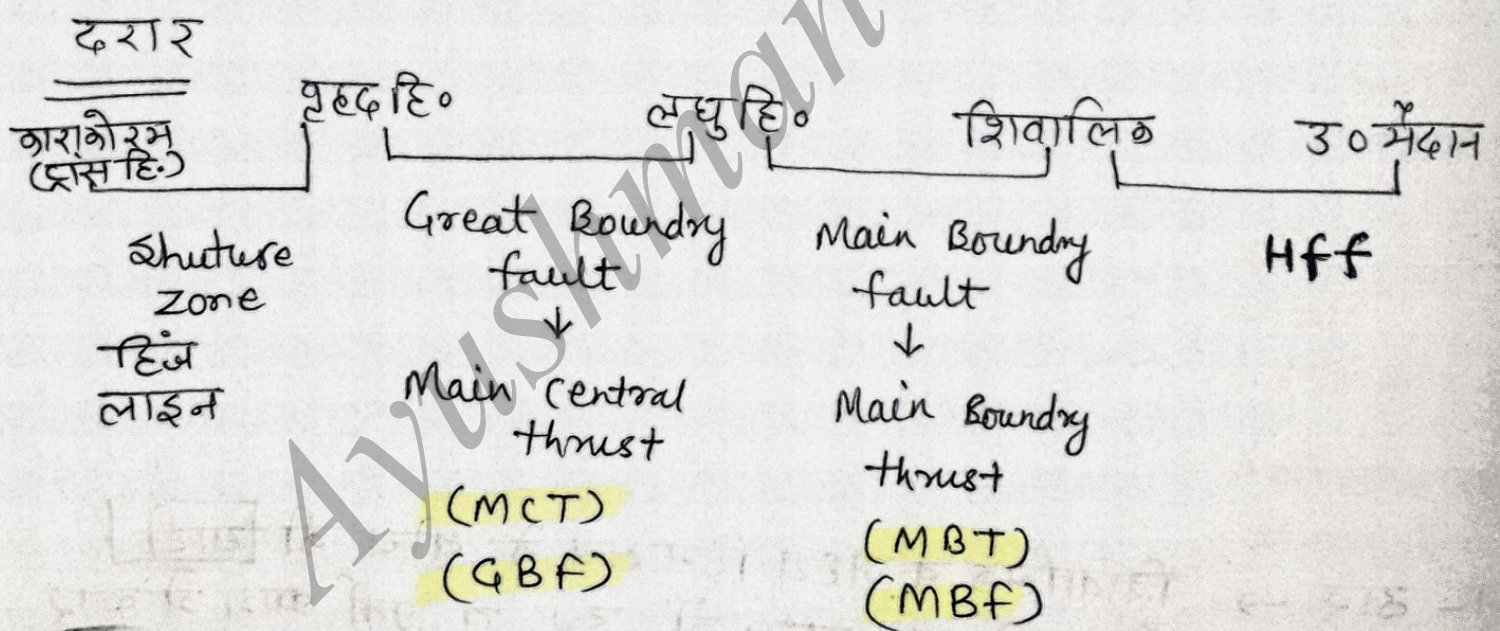 दरार
काराकोरम
(ट्रांस हि॰)
वृहद हि॰
लघु हि॰
शिवालिक
उ॰ मैदान
Shuture
zone
हिंज
लाइन
Great Boundry
fault
↓
Main Central
thrust
(MCT)
(GBf)
Main Boundry
fault
↓
Main Boundry
thrust
(MBT)
(MBf)
Hff
Ayushman